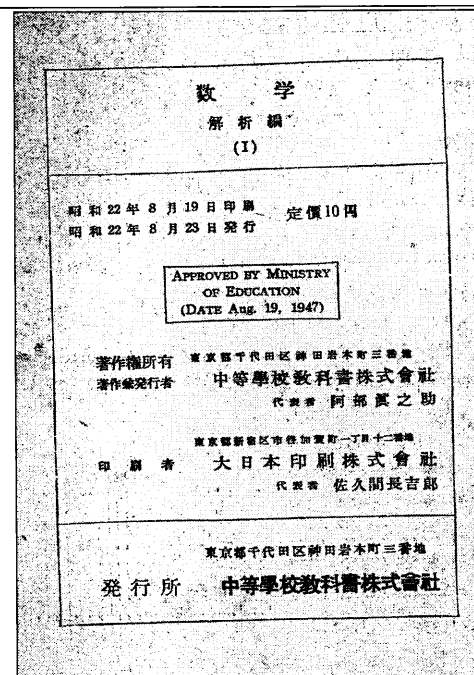 数 学
解析編
(I)
昭和22年8月19日印刷
昭和22年8月23日発行
定價10円
APPROVED BY MINISTRY
OF EDUCATION
(DATE Aug. 19, 1947)
著作権所有
著作兼発行者
東京都千代田区神田岩本町三番地
中等學校教科書株式會社
代表者 阿部眞之助
東京都新宿区市谷加賀町一丁目十二番地
印刷者 大日本印刷株式會社
代表者 佐久間長吉郎
東京都千代田区神田岩本町三番地
発行所 中等學校教科書株式會社